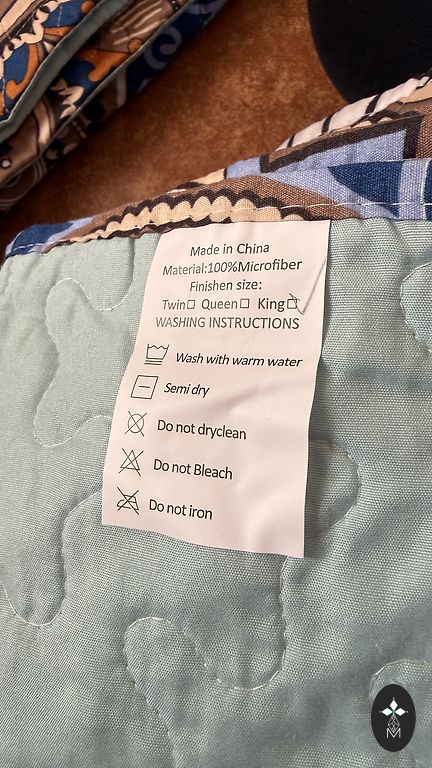 Made in China
Material:100%Microfiber
Finishen size:
Twin☐ Queen☐ King☑
WASHING INSTRUCTIONS
Wash with warm water
Semi dry
Do not dryclean
Do not Bleach
Do not iron